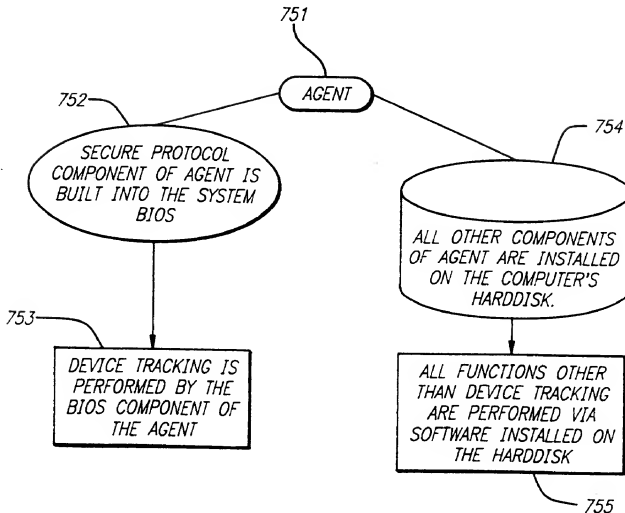 751
AGENT
752
SECURE PROTOCOL
COMPONENT OF AGENT IS
BUILT INTO THE SYSTEM
BIOS
754
ALL OTHER COMPONENTS
OF AGENT ARE INSTALLED
ON THE COMPUTER'S
HARDDISK.
753
DEVICE TRACKING IS
PERFORMED BY THE
BIOS COMPONENT OF
THE AGENT
ALL FUNCTIONS OTHER
THAN DEVICE TRACKING
ARE PERFORMED VIA
SOFTWARE INSTALLED ON
THE HARDDISK
755